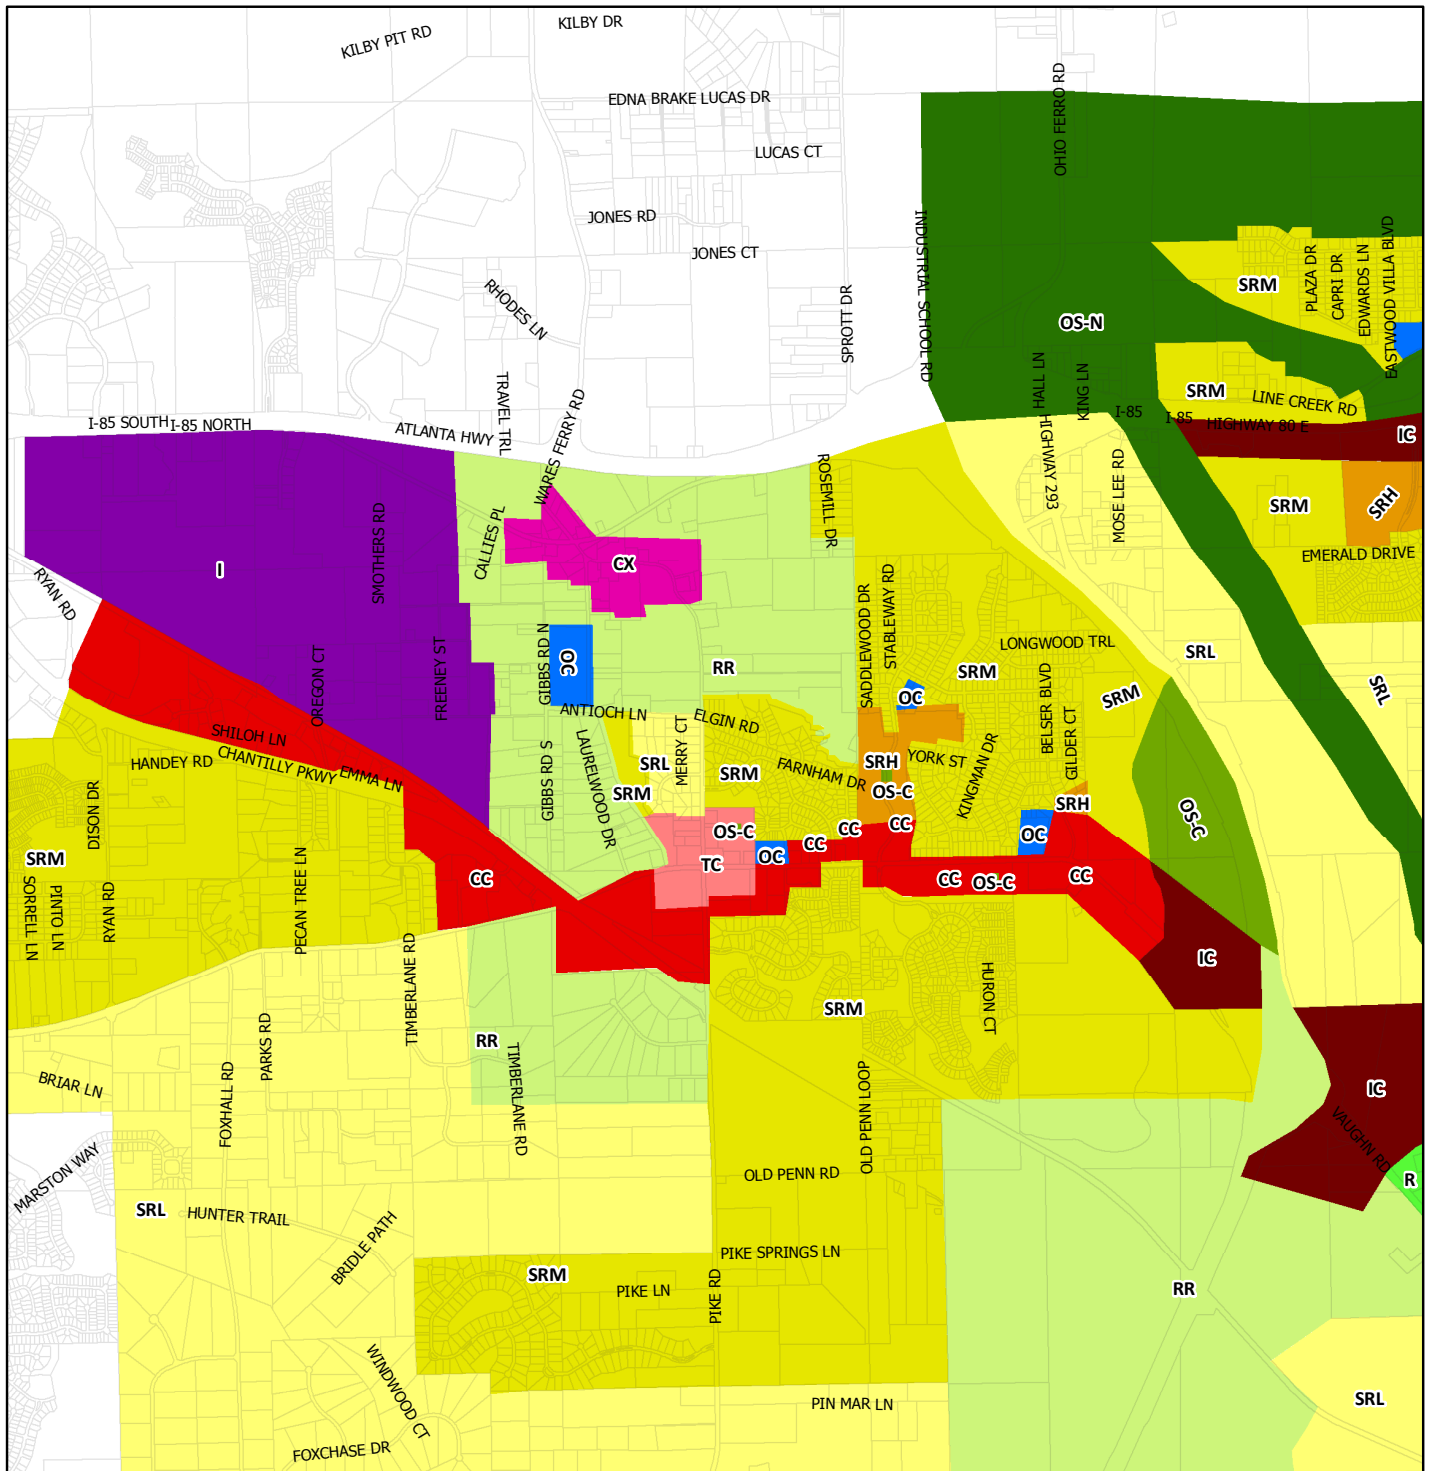 KILBY DR
KILBY PIT RD
EDNA BRAKE LUCAS DR
OHIO FERRO RD
LUCAS CT
JONES RD
JONES CT
INDUSTRIAL SCHOOL RD
PLAZA DR
CAPRI DR
EDWARDS LN
EASTWOOD VILLA BLVD
SRM
RHODES LN
SPROTT DR
OS-N
HALL LN
KING LN
SRM
LINE CREEK RD
TRAVEL TRL
WARES FERRY RD
I-85 SOUTH
I-85 NORTH
ATLANTA HWY
I-85
I-85
HIGHWAY 80 E
IC
HIGHWAY 293
MOSE LEE RD
ROSEMILL DR
SRM
SRH
EMERALD DRIVE
CALLIES PL
SMOTHERS RD
CX
I
RYAN RD
SADDLEWOOD DR
STABLEWAY RD
LONGWOOD TRL
GIBBS RD N
OC
RR
SRM
SRL
SRL
OREGON CT
FREENEY ST
OC
BELSER BLVD
GILDER CT
SRM
ANTIOCH LN
ELGIN RD
SHILOH LN
HANDEY RD
CHANTILLY PKWY
EMMA LN
GIBBS RD S
LAURELWOOD DR
MERRY CT
SRL
SRM
SRM
FARNHAM DR
SRH
YORK ST
KINGMAN DR
OS-C
SRH
OS-C
DISON DR
OS-C
CC
CC
CC
OC
OC
TC
SRM
SORRELL LN
PINTO LN
RYAN RD
PECAN TREE LN
CC
CC
OS-C
CC
IC
TIMBERLANE RD
HURON CT
SRM
PARKS RD
RR
TIMBERLANE RD
BRIAR LN
FOXHALL RD
OLD PENN LOOP
IC
VAUGHN RD
MARSTON WAY
OLD PENN RD
R
SRL
HUNTER TRAIL
BRIDLE PATH
PIKE SPRINGS LN
SRM
PIKE LN
PIKE RD
RR
WINDWOOD CT
PIN MAR LN
SRL
FOXCHASE DR